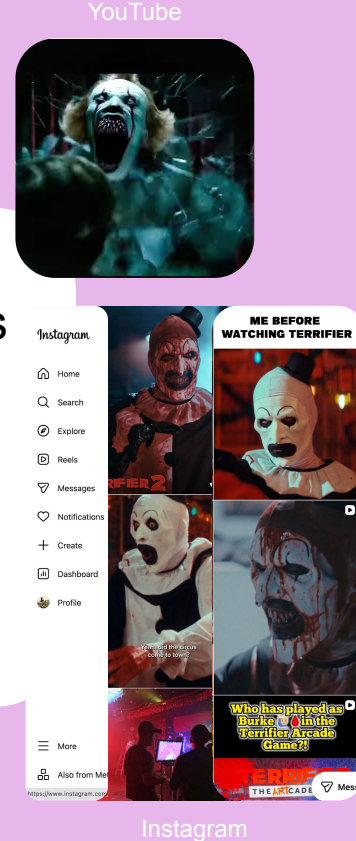 YouTube
s
Instagram
Home
Search
Explore
Reels
Messages
Notifications
Create
Dashboard
Profile
More
Also from Met
https://www.instagram.com
RIFIER 2
ME BEFORE
WATCHING TERRIFIER
Yeah, did the circus
come to town?
Who has played as
Burke in the
Terrifier Arcade
Game?!
TERRIFIER
THE ARTCADE
Mess
Instagram